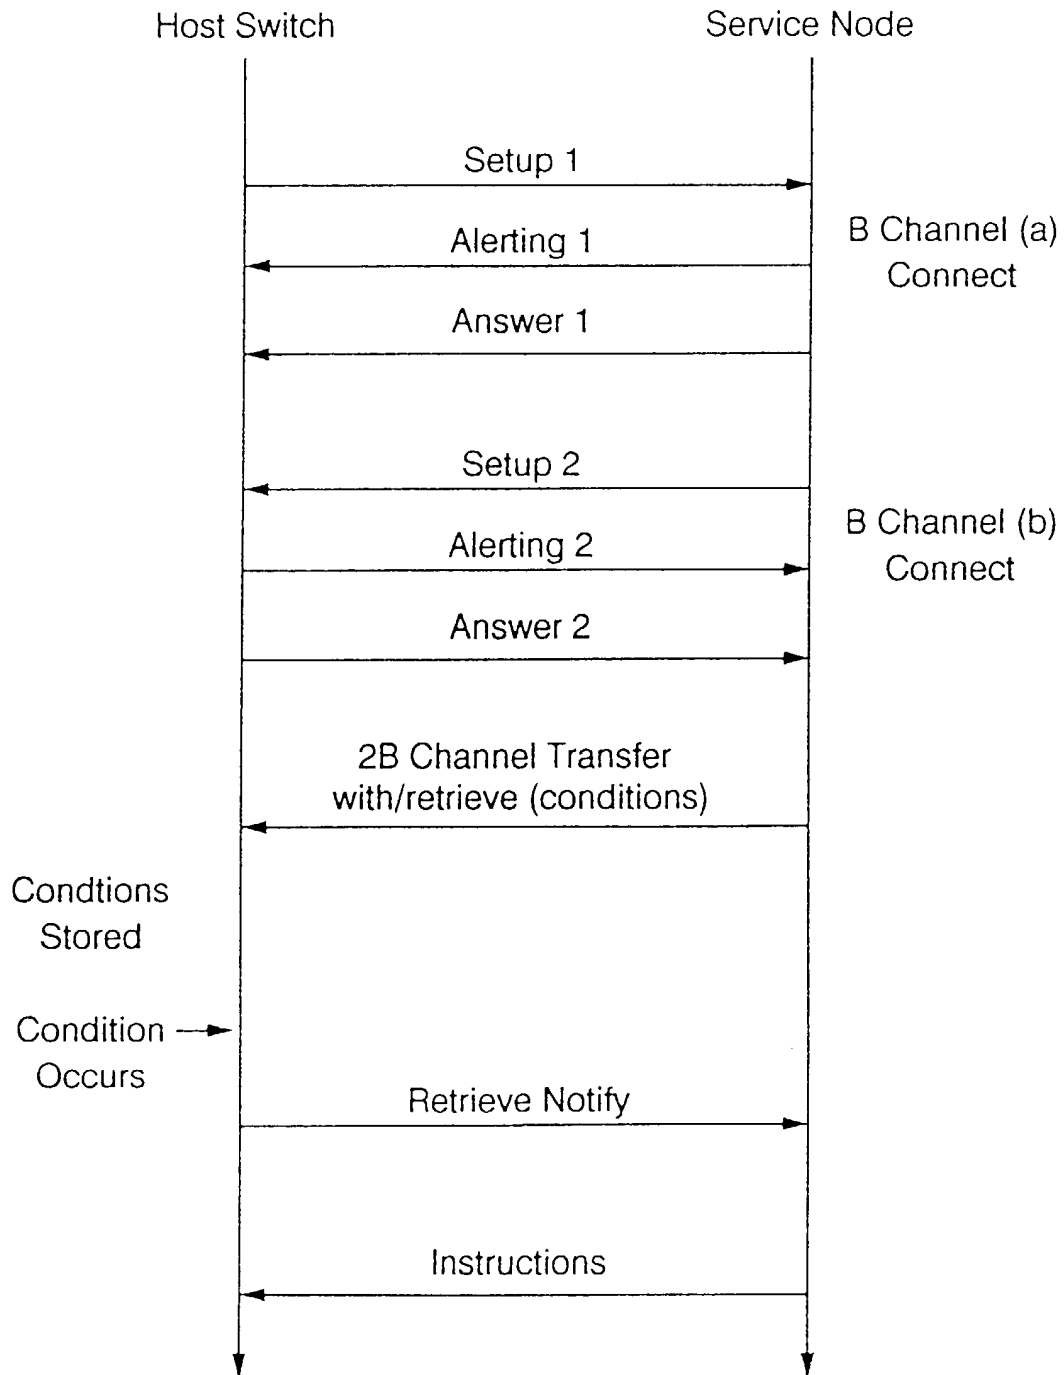 Host Switch
Service Node
Setup 1
Alerting 1
B Channel (a)
Connect
Answer 1
Setup 2
B Channel (b)
Connect
Alerting 2
Answer 2
2B Channel Transfer
with/retrieve (conditions)
Condtions
Stored
Condition
Occurs
Retrieve Notify
Instructions